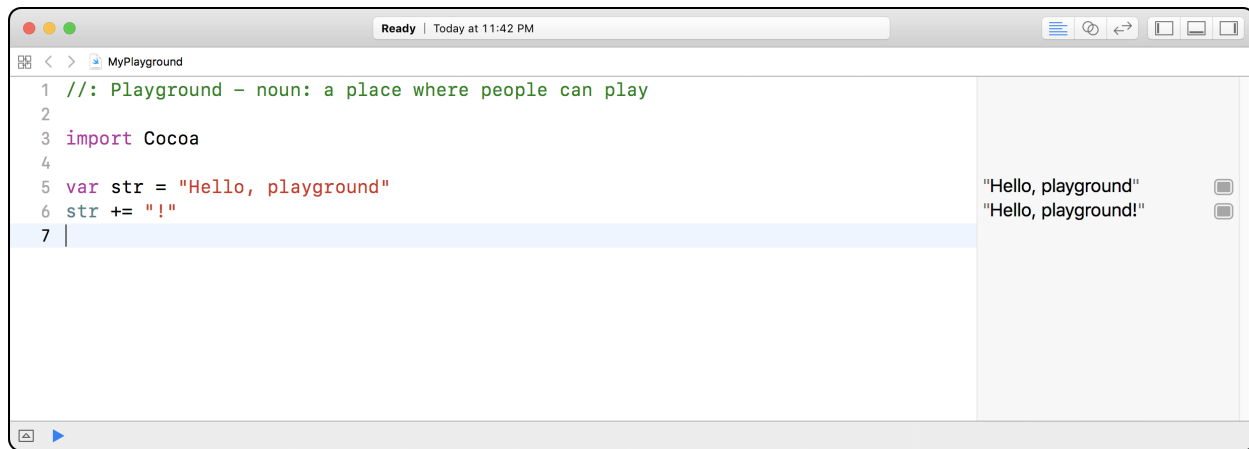 Ready | Today at 11:42 PM
MyPlayground
1 //: Playground – noun: a place where people can play
2
3 import Cocoa
4
5 var str = "Hello, playground" "Hello, playground"
6 str += "!" "Hello, playground!"
7